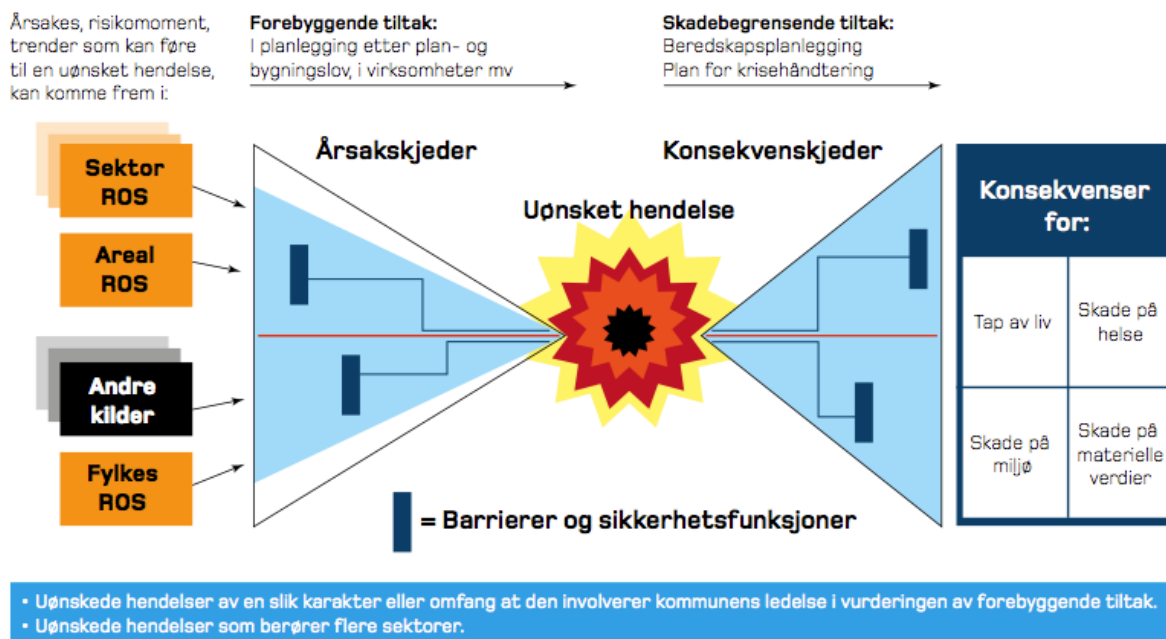 Årsakes, risikomoment,
trender som kan føre
til en uønsket hendelse,
kan komme frem i:
Forebyggende tiltak:
I planlegging etter plan- og
bygningslov, i virksomheter mv
Skadebegrensende tiltak:
Beredskapsplanlegging
Plan for krisehåndtering
Sektor
ROS
Areal
ROS
Andre
kilder
Fylkes
ROS
Årsakskjeder
Uønsket hendelse
Konsekvenskjeder
Konsekvenser
for:
Tap av liv
Skade på
helse
Skade på
miljø
Skade på
materielle
verdier
= Barrierer og sikkerhetsfunksjoner
• Uønskede hendelser av en slik karakter eller omfang at den involverer kommunens ledelse i vurderingen av forebyggende tiltak.
• Uønskede hendelser som berører flere sektorer.